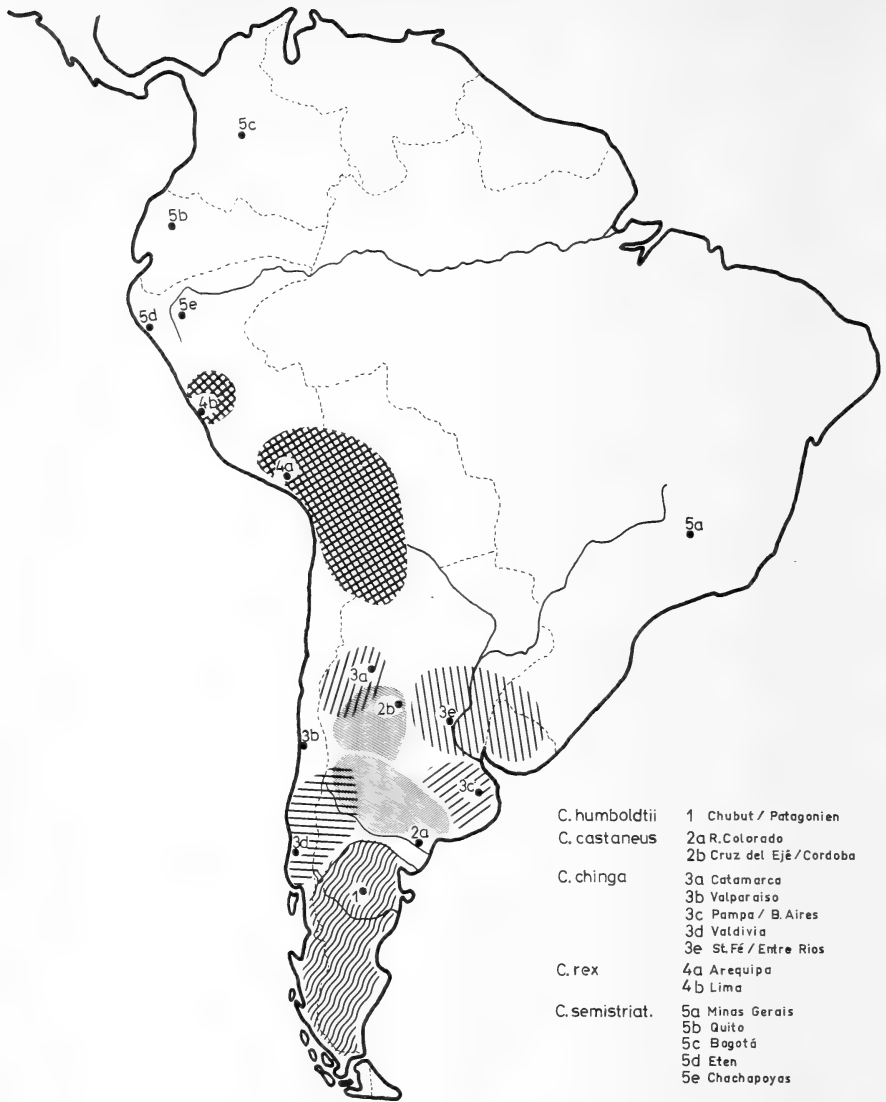 5c
5b
5e
5d
4b
4a
5a
3a
2b
3e
3b
3c
2a
3d
1
C. humboldtii 1 Chubut / Patagonien
C. castaneus 2a R.Colorado
2b Cruz del Ejé/Cordoba
C. chinga 3a Catamarca
3b Valparaiso
3c Pampa / B. Aires
3d Valdivia
3e St.Fé / Entre Rios
C. rex 4a Arequipa
4b Lima
C. semistriat. 5a Minas Gerais
5b Quito
5c Bogotá
5d Eten
5e Chachapoyas